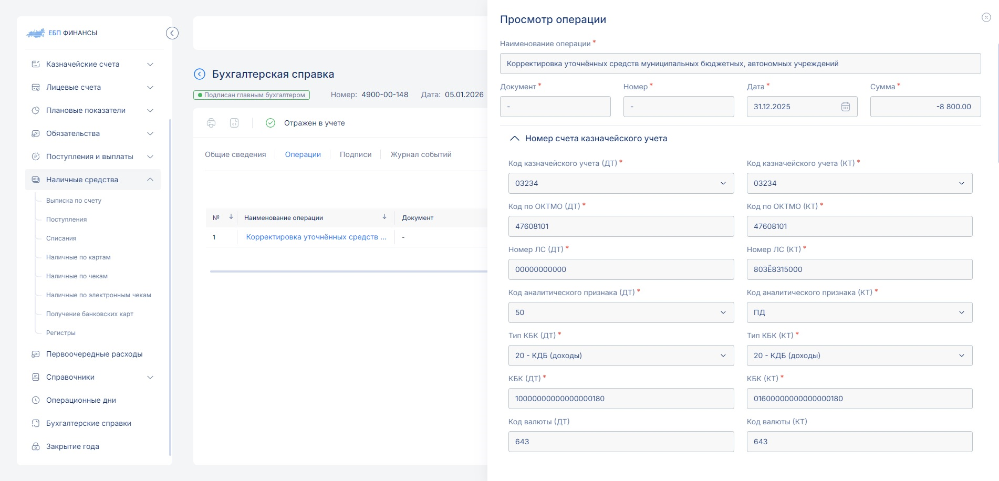 ЕБП ФИНАНСЫ
Казначейские счета
Лицевые счета
Плановые показатели
Обязательства
Поступления и выплаты
Наличные средства
Выписка по счету
Поступления
Списания
Наличные по картам
Наличные по чекам
Наличные по электронным чекам
Получение банковских карт
Регистры
Первоочередные расходы
Справочники
Операционные дни
Бухгалтерские справки
Закрытие года
Бухгалтерская справка
Подписан главным бухгалтером Номер: 4900-00-148 Дата: 05.01.2026
Отражен в учете
Общие сведения Операции Подписи Журнал событий
№ Наименование операции Документ
1 Корректировка уточнённых средств ... -
Просмотр операции
Наименование операции *
Корректировка уточнённых средств муниципальных бюджетных, автономных учреждений
Документ * Номер * Дата * Сумма *
- - 31.12.2025 -8 800.00
Номер счета казначейского учета
Код казначейского учета (ДТ) * Код казначейского учета (КТ) *
03234 03234
Код по ОКТМО (ДТ) * Код по ОКТМО (КТ) *
47608101 47608101
Номер ЛС (ДТ) * Номер ЛС (КТ) *
00000000000 803Ё8315000
Код аналитического признака (ДТ) * Код аналитического признака (КТ) *
50 ПД
Тип КБК (ДТ) * Тип КБК (КТ) *
20 - КДБ (доходы) 20 - КДБ (доходы)
КБК (ДТ) * КБК (КТ) *
10000000000000000180 01600000000000000180
Код валюты (ДТ) Код валюты (КТ)
643 643